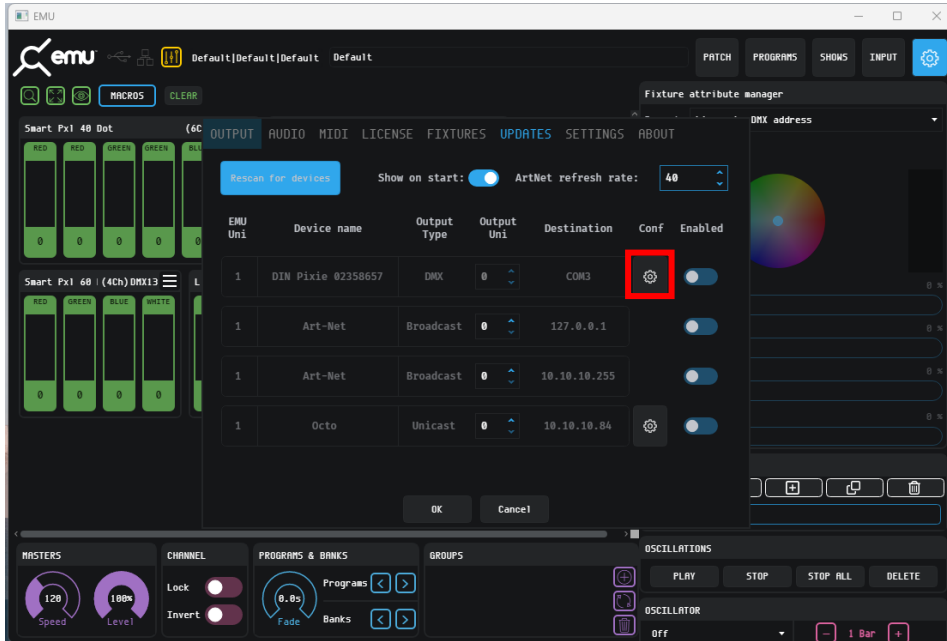 EMU
emu Default|Default|Default Default PATCH PROGRAMS SHOWS INPUT
MACROS CLEAR
Fixture attribute manager
Smart Pxl 40 Dot (6C
DMX address
OUTPUT AUDIO MIDI LICENSE FIXTURES UPDATES SETTINGS ABOUT
RED RED GREEN GREEN BLU
Rescan for devices Show on start: ArtNet refresh rate: 40
EMU Uni Device name Output Type Output Uni Destination Conf Enabled
0 0 0 0 0
1 DIN Pixie 02358657 DMX 0 COM3
Smart Pxl 60 (4Ch) DMX13 L
0 %
RED GREEN BLUE WHITE
1 Art-Net Broadcast 0 127.0.0.1
0 %
1 Art-Net Broadcast 0 10.10.10.255
0 %
0 0 0 0
1 Octo Unicast 0 10.10.10.84
0 %
OK Cancel
MASTERS CHANNEL PROGRAMS & BANKS GROUPS
OSCILLATIONS
PLAY STOP STOP ALL DELETE
Lock Programs < >
120 100% 0.0s
Speed Level Invert Fade Banks < >
OSCILLATOR
Off - 1 Bar +